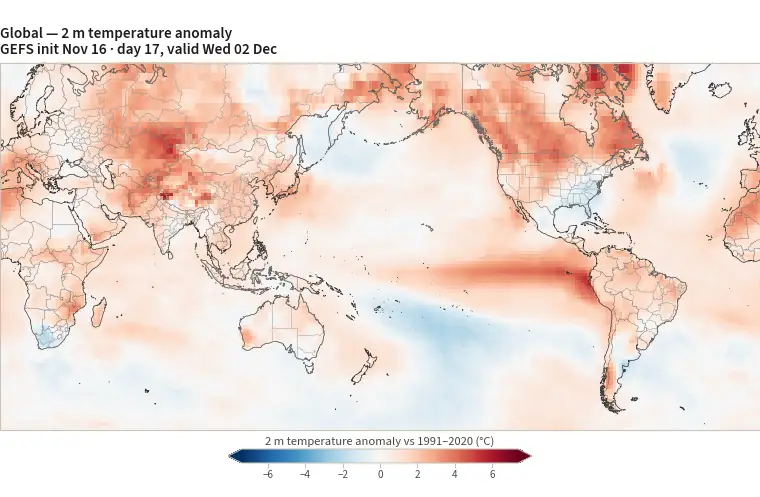 Global — 2 m temperature anomaly
GEFS init Nov 16 · day 17, valid Wed 02 Dec
2 m temperature anomaly vs 1991–2020 (°C)
−6 −4 −2 0 2 4 6